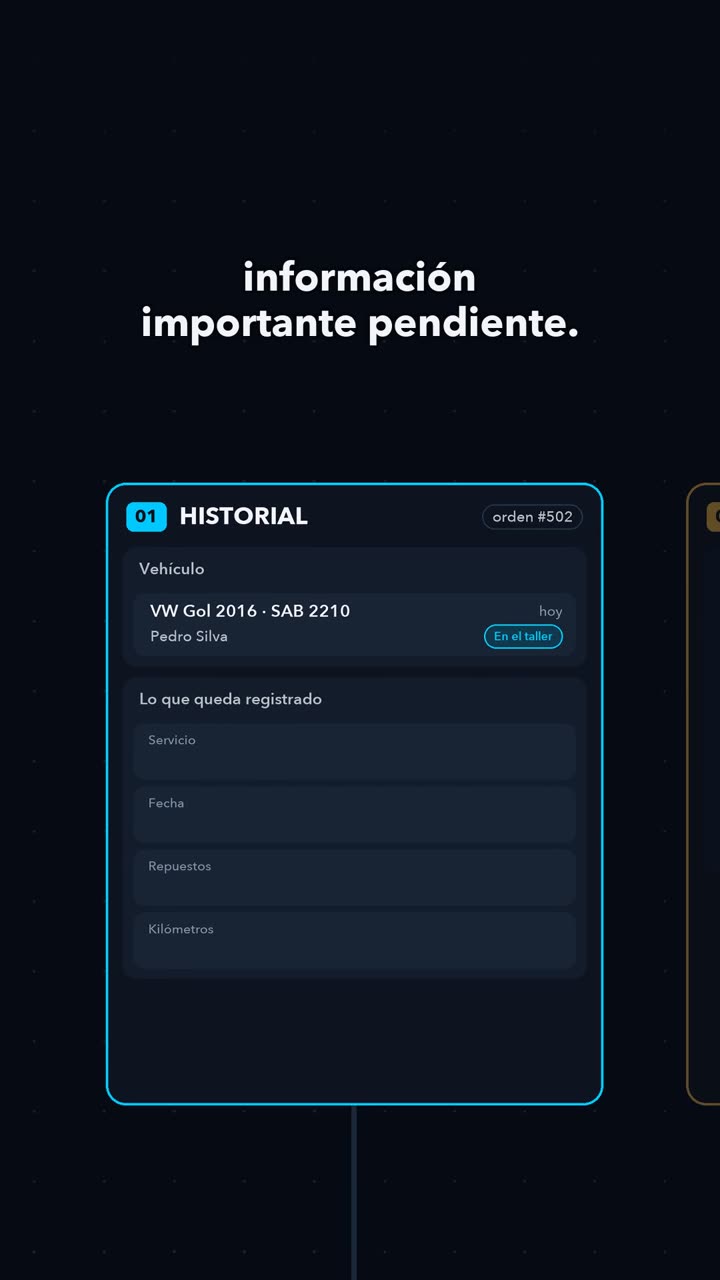 información
importante pendiente.
01 HISTORIAL orden #502
Vehículo
VW Gol 2016 · SAB 2210 hoy
Pedro Silva En el taller
Lo que queda registrado
Servicio
Fecha
Repuestos
Kilómetros